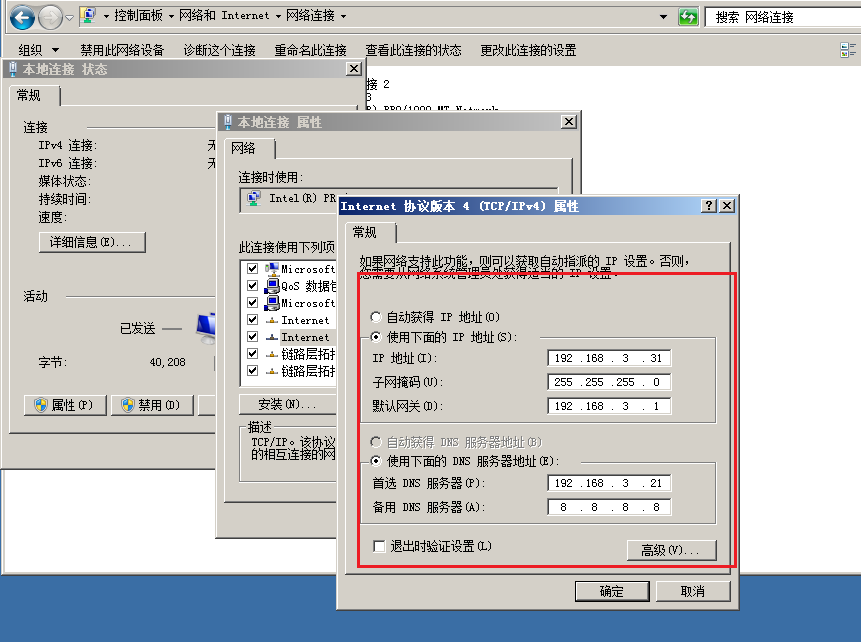 控制面板 网络和 Internet 网络连接
搜索 网络连接
组织 禁用此网络设备 诊断这个连接 重命名此连接 查看此连接的状态 更改此连接的设置
本地连接 状态
常规
连接
IPv4 连接:
IPv6 连接:
媒体状态:
持续时间:
速度:
详细信息(E)...
活动
已发送
字节: 40,208
属性(P)
禁用(D)
接 2
3
本地连接 属性
网络
连接时使用:
Intel(R) PR
此连接使用下列项
Microsoft
QoS 数据包
Microsoft
Internet
Internet
链路层拓扑
链路层拓扑
安装(N)...
描述
TCP/IP。该协议
的相互连接的网
Internet 协议版本 4 (TCP/IPv4) 属性
常规
如果网络支持此功能，则可以获取自动指派的 IP 设置。否则，
您需要从网络系统管理员处获得适当的 IP 设置。
自动获得 IP 地址(O)
使用下面的 IP 地址(S):
IP 地址(I): 192 .168 . 3 . 31
子网掩码(U): 255 .255 .255 . 0
默认网关(D): 192 .168 . 3 . 1
自动获得 DNS 服务器地址(B)
使用下面的 DNS 服务器地址(E):
首选 DNS 服务器(P): 192 .168 . 3 . 21
备用 DNS 服务器(A): 8 . 8 . 8 . 8
退出时验证设置(L)
高级(V)...
确定
取消